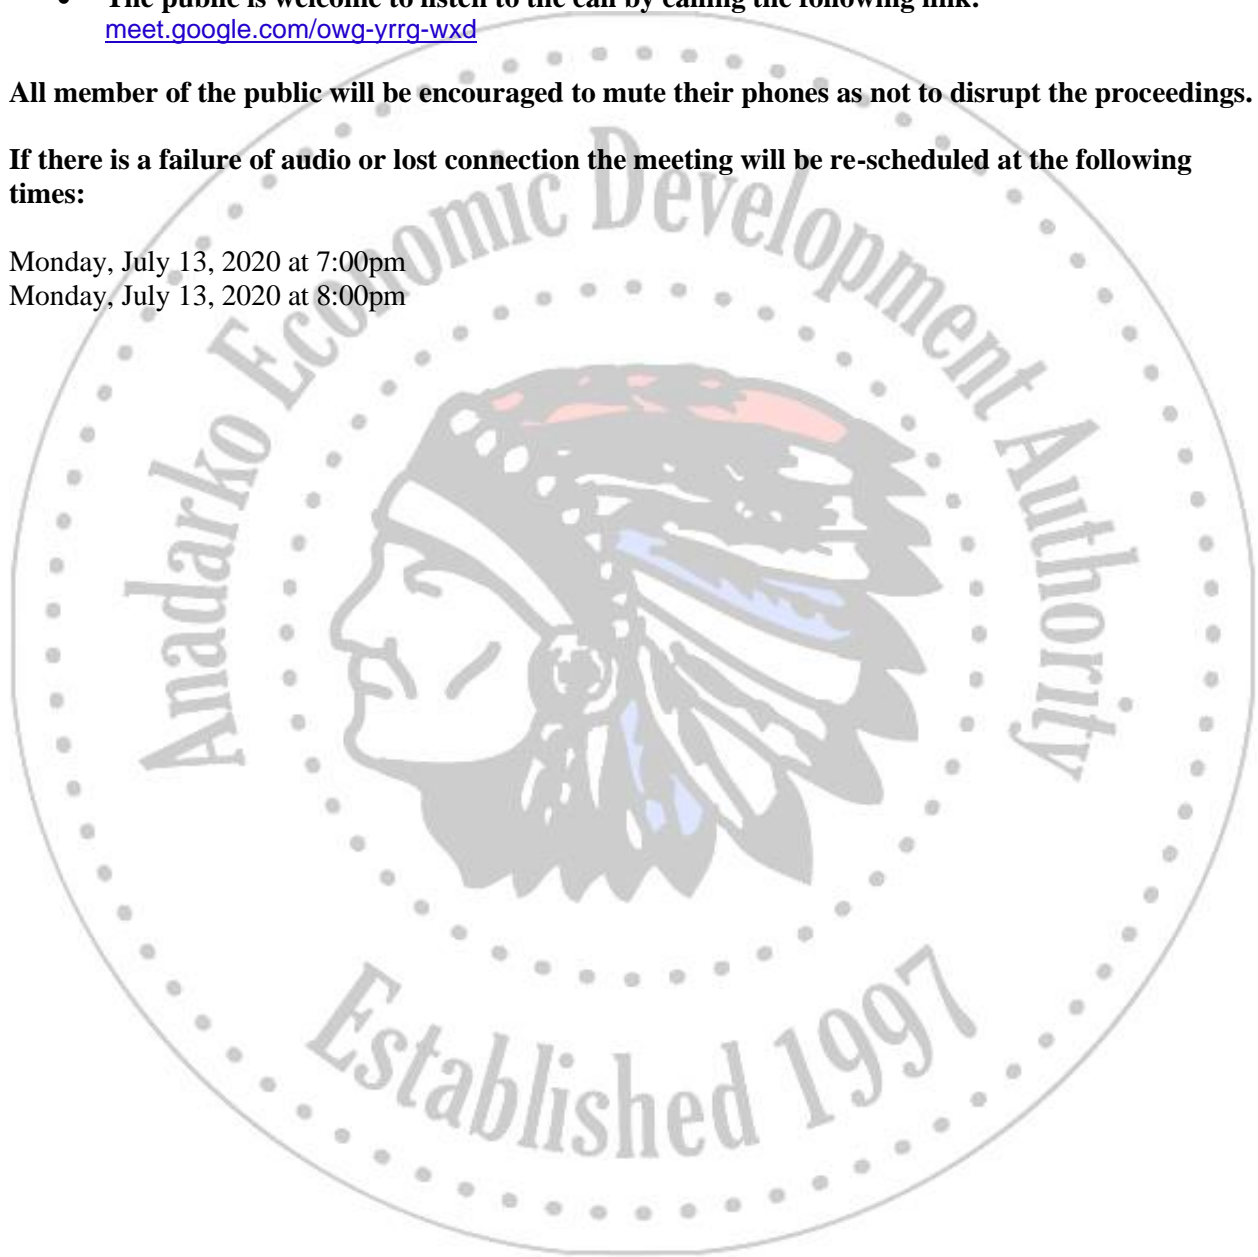 • The public is welcome to listen to the call by calling the following link:
meet.google.com/owg-yrrg-wxd
All member of the public will be encouraged to mute their phones as not to disrupt the proceedings.
If there is a failure of audio or lost connection the meeting will be re-scheduled at the following
times:
Monday, July 13, 2020 at 7:00pm
Monday, July 13, 2020 at 8:00pm
Anadarko Economic Development Authority
Established 1997